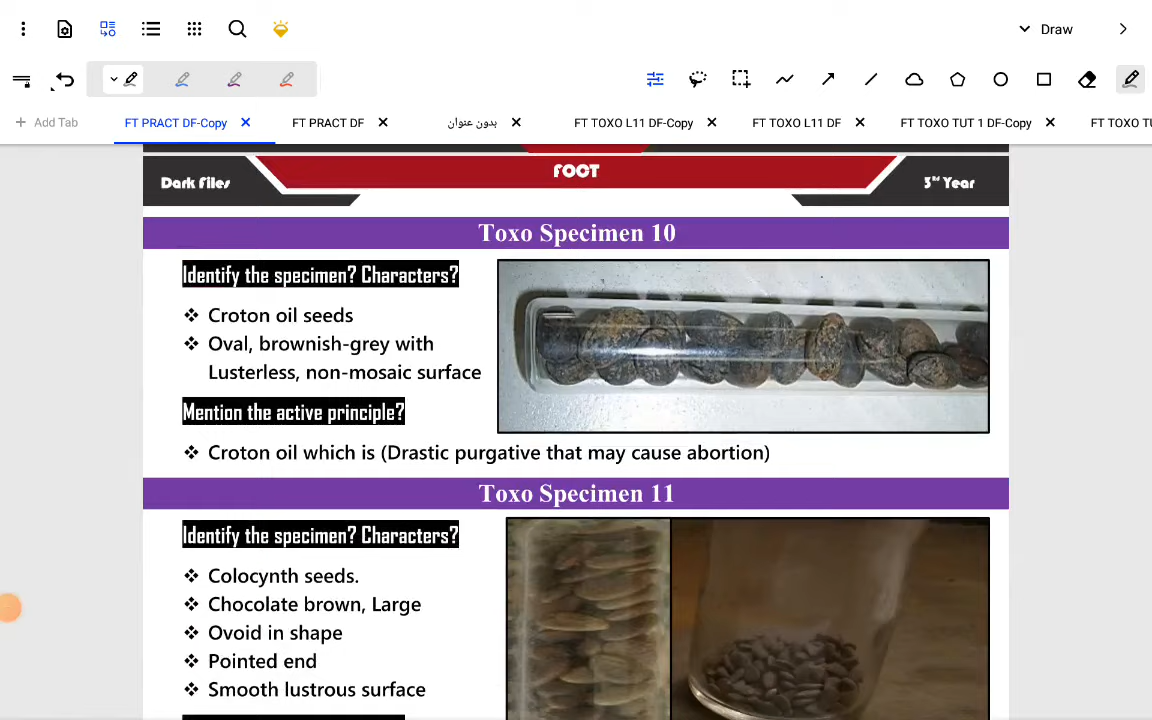 Draw
Add Tab
FT PRACT DF-Copy
FT PRACT DF
بدون عنوان
FT TOXO L11 DF-Copy
FT TOXO L11 DF
FT TOXO TUT 1 DF-Copy
FT TOXO TU
Dark Files
FOOT
3rd Year
Toxo Specimen 10
Identify the specimen? Characters?
❖ Croton oil seeds
❖ Oval, brownish-grey with
Lusterless, non-mosaic surface
Mention the active principle?
❖ Croton oil which is (Drastic purgative that may cause abortion)
Toxo Specimen 11
Identify the specimen? Characters?
❖ Colocynth seeds.
❖ Chocolate brown, Large
❖ Ovoid in shape
❖ Pointed end
❖ Smooth lustrous surface